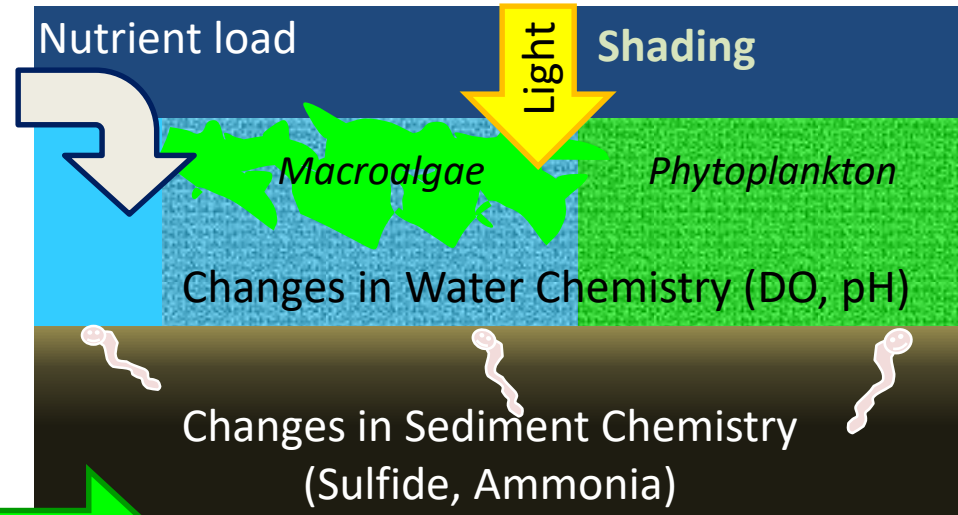 Nutrient load
Light
Shading
Macroalgae
Phytoplankton
Changes in Water Chemistry (DO, pH)
Changes in Sediment Chemistry
(Sulfide, Ammonia)